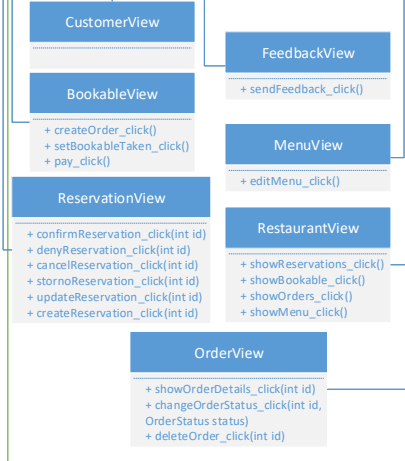 CustomerView
BookableView
+ createOrder_click()
+ setBookableTaken_click()
+ pay_click()
ReservationView
+ confirmReservation_click(int id)
+ denyReservation_click(int id)
+ cancelReservation_click(int id)
+ stornoReservation_click(int id)
+ updateReservation_click(int id)
+ createReservation_click(int id)
FeedbackView
+ sendFeedback_click()
MenuView
+ editMenu_click()
RestaurantView
+ showReservations_click()
+ showBookable_click()
+ showOrders_click()
+ showMenu_click()
OrderView
+ showOrderDetails_click(int id)
+ changeOrderStatus_click(int id,
OrderStatus status)
+ deleteOrder_click(int id)